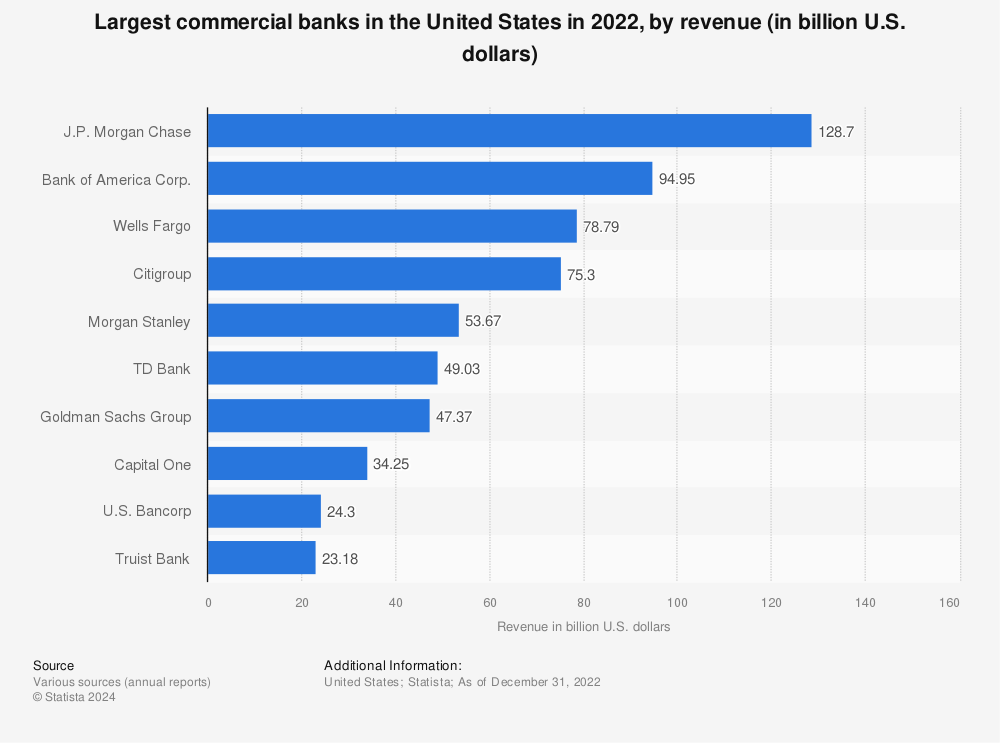 Largest commercial banks in the United States in 2022, by revenue (in billion U.S.
dollars)
J.P. Morgan Chase 128.7
Bank of America Corp. 94.95
Wells Fargo 78.79
Citigroup 75.3
Morgan Stanley 53.67
TD Bank 49.03
Goldman Sachs Group 47.37
Capital One 34.25
U.S. Bancorp 24.3
Truist Bank 23.18
0 20 40 60 80 100 120 140 160
Revenue in billion U.S. dollars
Source
Various sources (annual reports)
© Statista 2024
Additional Information:
United States; Statista; As of December 31, 2022